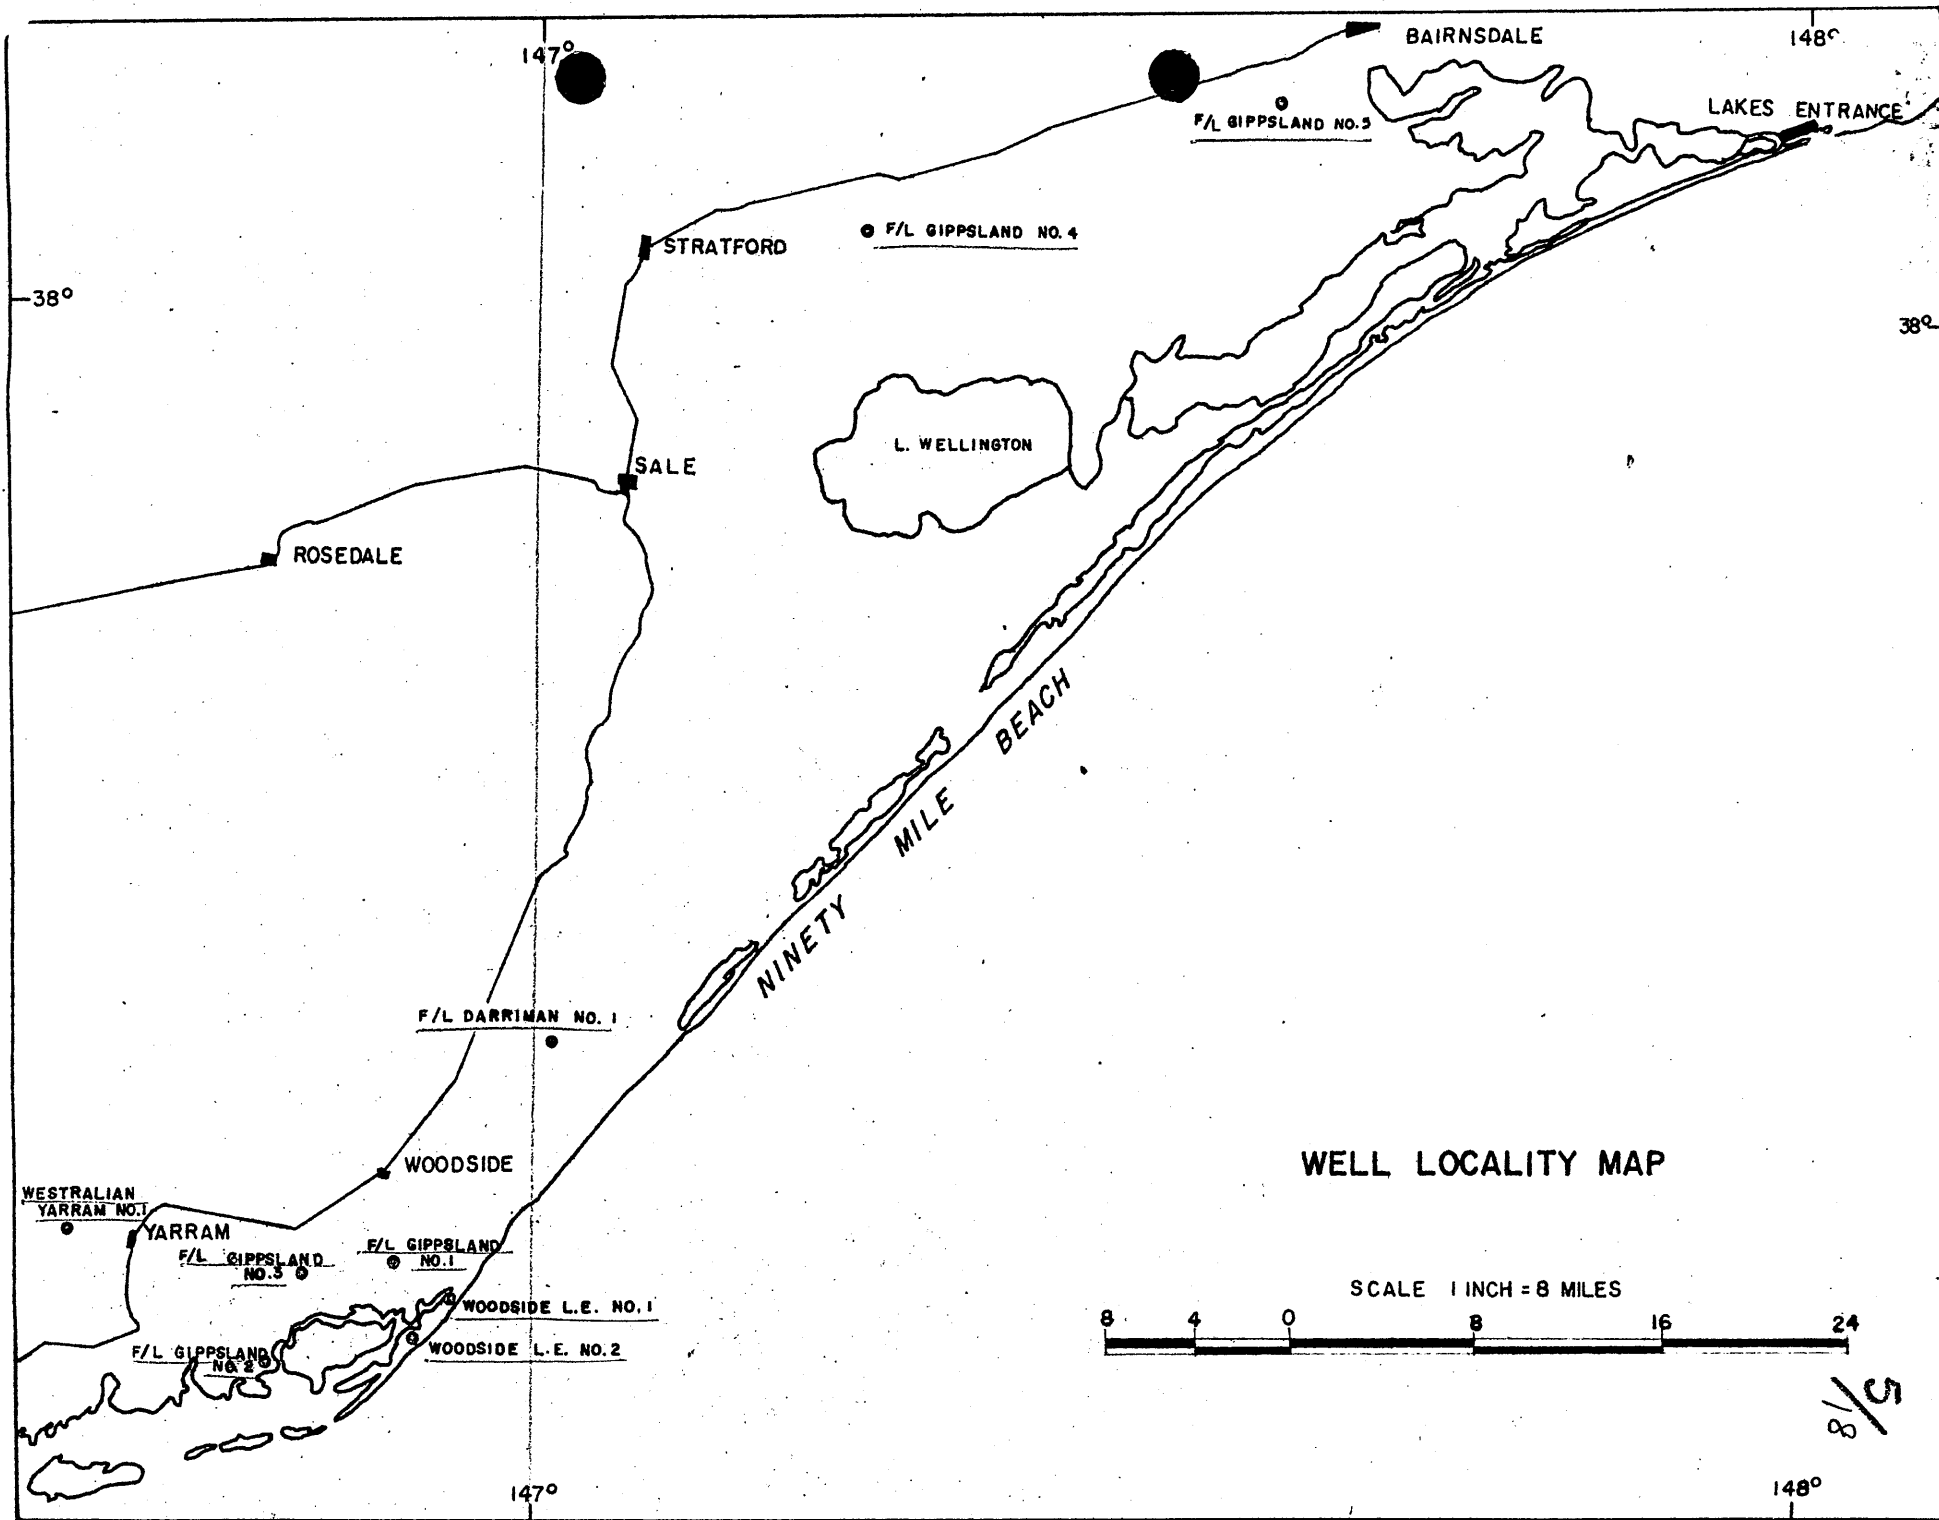 147°
BAIRNSDALE
148°
LAKES ENTRANCE
F/L GIPPSLAND NO.5
F/L GIPPSLAND NO.4
STRATFORD
38°
38°
L. WELLINGTON
SALE
ROSEDALE
NINETY MILE BEACH
F/L DARRIMAN NO. 1
WOODSIDE
WELL LOCALITY MAP
WESTRALIAN
YARRAM NO.1
YARRAM
F/L GIPPSLAND
NO.3
F/L GIPPSLAND
NO.1
SCALE 1 INCH = 8 MILES
8 4 0 8 16 24
WOODSIDE L.E. NO. 1
WOODSIDE L.E. NO.2
F/L GIPPSLAND
NO.2
5/18
147°
148°